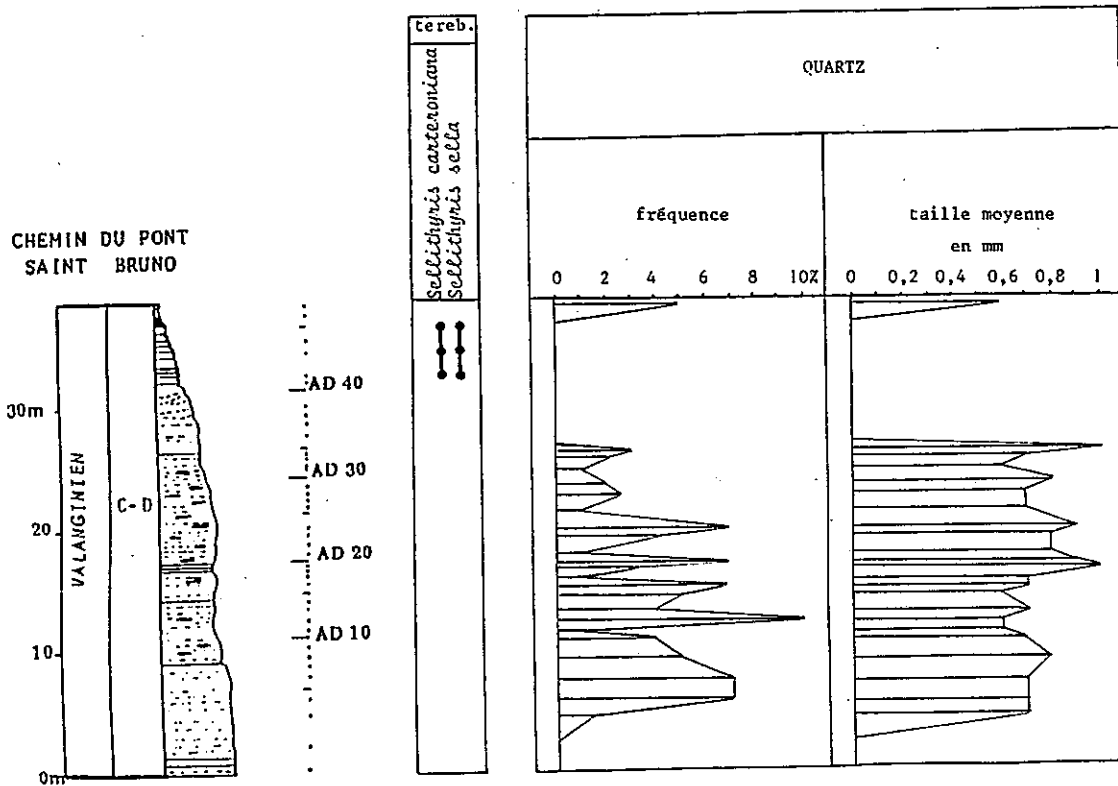 CHEMIN DU PONT
SAINT BRUNO
30m
20
10
0m
VALANGINIEN
C-D
AD 40
AD 30
AD 20
AD 10
tereb.
Sellithyris carteroniana
Sellithyris sella
QUARTZ
fréquence
0 2 4 6 8 10%
taille moyenne
en mm
0 0,2 0,4 0,6 0,8 1